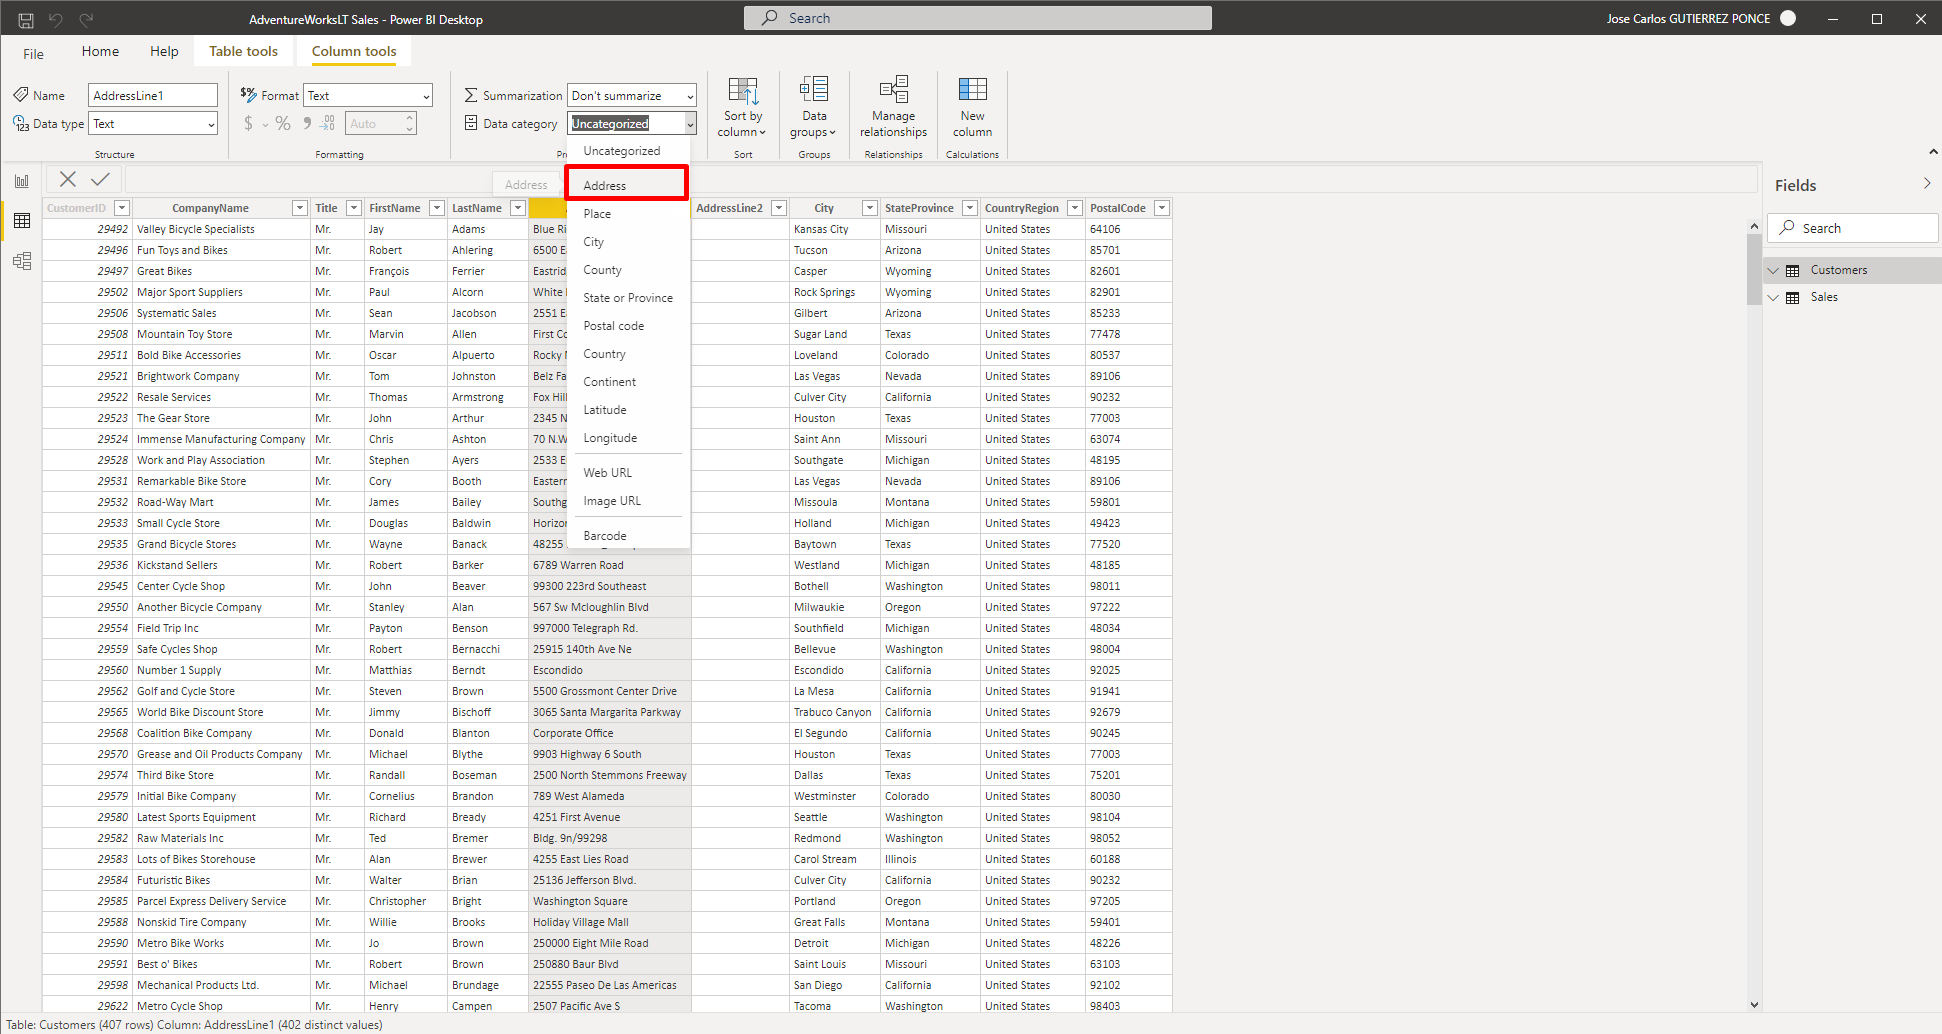 AdventureWorksLT Sales - Power BI Desktop
Search
Jose Carlos GUTIERREZ PONCE
File Home Help Table tools Column tools
Name AddressLine1
Data type Text
Structure
Format Text
$ % Auto
Formatting
Summarization Don't summarize
Data category Uncategorized
Sort by column
Sort
Data groups
Groups
Manage relationships
Relationships
New column
Calculations
Uncategorized
Address
Address
Place
City
County
State or Province
Postal code
Country
Continent
Latitude
Longitude
Web URL
Image URL
Barcode
Fields
Search
Customers
Sales
CustomerID CompanyName Title FirstName LastName AddressLine2 City StateProvince CountryRegion PostalCode
29492 Valley Bicycle Specialists Mr. Jay Adams Blue Kansas City Missouri United States 64106
29496 Fun Toys and Bikes Mr. Robert Ahlering 6500 Tucson Arizona United States 85701
29497 Great Bikes Mr. François Ferrier Casper Wyoming United States 82601
29502 Major Sport Suppliers Mr. Paul Alcorn White Rock Springs Wyoming United States 82901
29506 Systematic Sales Mr. Sean Jacobson 2551 Gilbert Arizona United States 85233
29508 Mountain Toy Store Mr. Marvin Allen First Sugar Land Texas United States 77478
29511 Bold Bike Accessories Mr. Oscar Alpuerto Rocky Loveland Colorado United States 80537
29521 Brightwork Company Mr. Tom Johnston Belz Las Vegas Nevada United States 89106
29522 Resale Services Mr. Thomas Armstrong Fox Culver City California United States 90232
29523 The Gear Store Mr. John Arthur 2345 Houston Texas United States 77003
29524 Immense Manufacturing Company Mr. Chris Ashton 70 Saint Ann Missouri United States 63074
29528 Work and Play Association Mr. Stephen Ayers 2533 Southgate Michigan United States 48195
29531 Remarkable Bike Store Mr. Cory Booth Las Vegas Nevada United States 89106
29532 Road-Way Mart Mr. James Bailey Missoula Montana United States 59801
29533 Small Cycle Store Mr. Douglas Baldwin Holland Michigan United States 49423
29535 Grand Bicycle Stores Mr. Wayne Banack 48255 Baytown Texas United States 77520
29536 Kickstand Sellers Mr. Robert Barker 6789 Warren Road Westland Michigan United States 48185
29545 Center Cycle Shop Mr. John Beaver 99300 223rd Southeast Bothell Washington United States 98011
29550 Another Bicycle Company Mr. Stanley Alan 567 Sw Mcloughlin Blvd Milwaukie Oregon United States 97222
29554 Field Trip Inc Mr. Payton Benson 997000 Telegraph Rd. Southfield Michigan United States 48034
29559 Safe Cycles Shop Mr. Robert Bernacchi 25915 140th Ave Ne Bellevue Washington United States 98004
29560 Number 1 Supply Mr. Matthias Berndt Escondido Escondido California United States 92025
29562 Golf and Cycle Store Mr. Steven Brown 5500 Grossmont Center Drive La Mesa California United States 91941
29565 World Bike Discount Store Mr. Jimmy Bischoff 3065 Santa Margarita Parkway Trabuco Canyon California United States 92679
29568 Coalition Bike Company Mr. Donald Blanton Corporate Office El Segundo California United States 90245
29570 Grease and Oil Products Company Mr. Michael Blythe 9903 Highway 6 South Houston Texas United States 77003
29574 Third Bike Store Mr. Randall Boseman 2500 North Stemmons Freeway Dallas Texas United States 75201
29579 Initial Bike Company Mr. Cornelius Brandon 789 West Alameda Westminster Colorado United States 80030
29580 Latest Sports Equipment Mr. Richard Bready 4251 First Avenue Seattle Washington United States 98104
29582 Raw Materials Inc Mr. Ted Bremer Bldg. 9n/99298 Redmond Washington United States 98052
29583 Lots of Bikes Storehouse Mr. Alan Brewer 4255 East Lies Road Carol Stream Illinois United States 60188
29584 Futuristic Bikes Mr. Walter Brian 25136 Jefferson Blvd. Culver City California United States 90232
29585 Parcel Express Delivery Service Mr. Christopher Bright Washington Square Portland Oregon United States 97205
29588 Nonskid Tire Company Mr. Willie Brooks Holiday Village Mall Great Falls Montana United States 59401
29590 Metro Bike Works Mr. Jo Brown 250000 Eight Mile Road Detroit Michigan United States 48226
29591 Best o' Bikes Mr. Robert Brown 250880 Baur Blvd Saint Louis Missouri United States 63103
29598 Mechanical Products Ltd. Mr. Michael Brundage 22555 Paseo De Las Americas San Diego California United States 92102
29622 Metro Cycle Shop Mr. Henry Campen 2507 Pacific Ave S Tacoma Washington United States 98403
Table: Customers (407 rows) Column: AddressLine1 (402 distinct values)